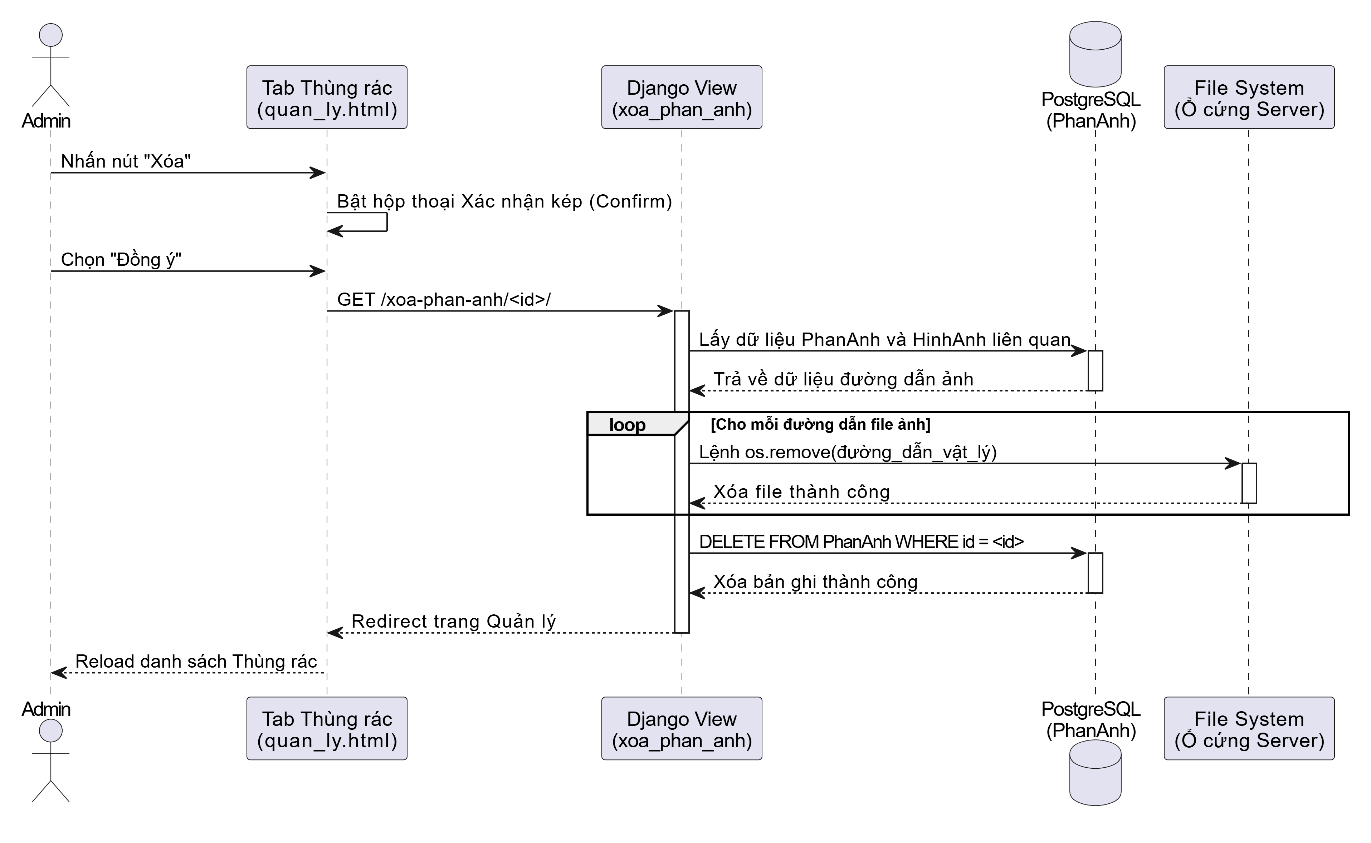 Admin
Tab Thùng rác
(quan_ly.html)
Django View
(xoa_phan_anh)
PostgreSQL
(PhanAnh)
File System
(Ổ cứng Server)
Nhấn nút "Xóa"
Bật hộp thoại Xác nhận kép (Confirm)
Chọn "Đồng ý"
GET /xoa-phan-anh/<id>/
Lấy dữ liệu PhanAnh và HinhAnh liên quan
Trả về dữ liệu đường dẫn ảnh
loop
[Cho mỗi đường dẫn file ảnh]
Lệnh os.remove(đường_dẫn_vật_lý)
Xóa file thành công
DELETE FROM PhanAnh WHERE id = <id>
Xóa bản ghi thành công
Redirect trang Quản lý
Reload danh sách Thùng rác
Admin
Tab Thùng rác
(quan_ly.html)
Django View
(xoa_phan_anh)
PostgreSQL
(PhanAnh)
File System
(Ổ cứng Server)